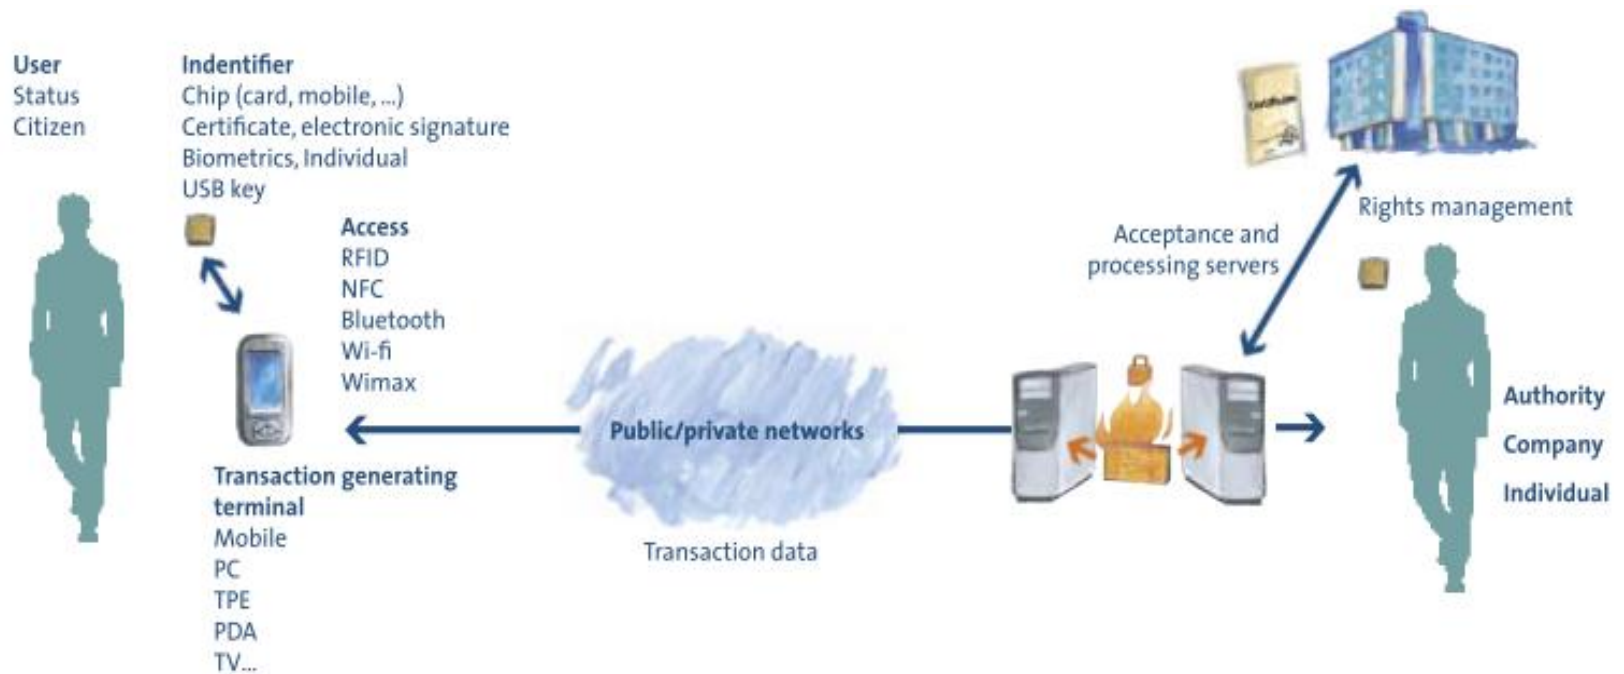 User
Status
Citizen
Indentifier
Chip (card, mobile, ...)
Certificate, electronic signature
Biometrics, Individual
USB key
Access
RFID
NFC
Bluetooth
Wi-fi
Wimax
Transaction generating
terminal
Mobile
PC
TPE
PDA
TV...
Public/private networks
Transaction data
Acceptance and
processing servers
Certificate
Rights management
Authority
Company
Individual